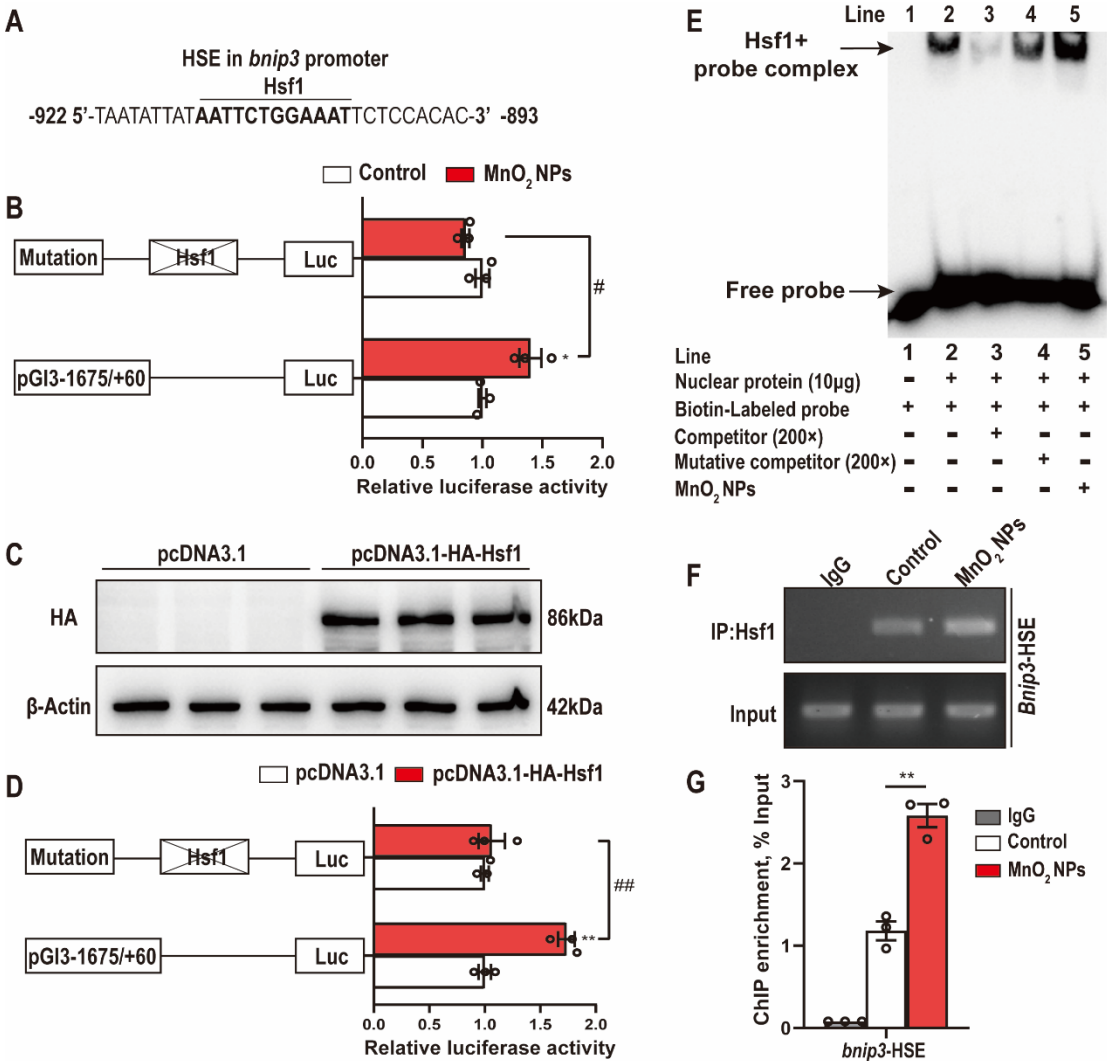 A
HSE in bnip3 promoter
Hsf1
-922 5’-TAATATTATAATTCTGGAAATTCTCCACAC-3’ -893
Control MnO2 NPs
B
Mutation Hsf1 Luc
#
pGI3-1675/+60 Luc
*
0.0 0.5 1.0 1.5 2.0
Relative luciferase activity
C
pcDNA3.1 pcDNA3.1-HA-Hsf1
HA 86kDa
β-Actin 42kDa
pcDNA3.1 pcDNA3.1-HA-Hsf1
D
Mutation Hsf1 Luc
##
pGI3-1675/+60 Luc
**
0.0 0.5 1.0 1.5 2.0
Relative luciferase activity
E
Line 1 2 3 4 5
Hsf1+
probe complex
Free probe
Line 1 2 3 4 5
Nuclear protein (10μg) - + + + +
Biotin-Labeled probe + + + + +
Competitor (200×) - - + - -
Mutative competitor (200×) - - - + -
MnO2 NPs - - - - +
F
IgG Control MnO2 NPs
IP:Hsf1
Input
Bnip3-HSE
G
**
3
2
1
0
ChIP enrichment, % Input
bnip3-HSE
IgG
Control
MnO2 NPs